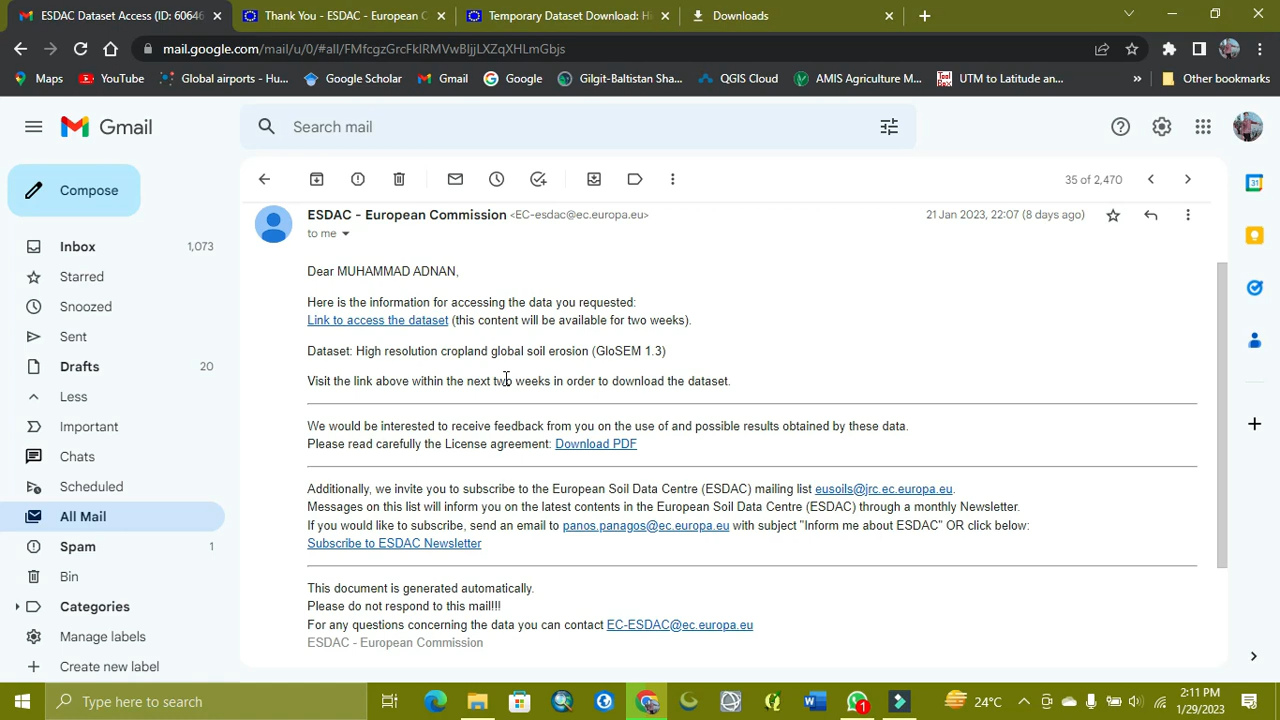 ESDAC Dataset Access (ID: 60646
Thank You - ESDAC - European C
Temporary Dataset Download: Hi
Downloads
mail.google.com/mail/u/0/#all/FMfcgzGrcFklRMVwBljjLXZqXHLmGbjs
Maps
YouTube
Global airports - Hu...
Google Scholar
Gmail
Google
Gilgit-Baltistan Sha...
QGIS Cloud
AMIS Agriculture M...
UTM to Latitude an...
»
Other bookmarks
Gmail
Search mail
Compose
35 of 2,470
ESDAC - European Commission <EC-esdac@ec.europa.eu>
21 Jan 2023, 22:07 (8 days ago)
to me
Inbox 1,073
Starred
Snoozed
Sent
Drafts 20
Less
Important
Chats
Scheduled
All Mail
Spam 1
Bin
Categories
Manage labels
Create new label
Dear MUHAMMAD ADNAN,
Here is the information for accessing the data you requested:
Link to access the dataset (this content will be available for two weeks).
Dataset: High resolution cropland global soil erosion (GloSEM 1.3)
Visit the link above within the next two weeks in order to download the dataset.
We would be interested to receive feedback from you on the use of and possible results obtained by these data.
Please read carefully the License agreement: Download PDF
Additionally, we invite you to subscribe to the European Soil Data Centre (ESDAC) mailing list eusoils@jrc.ec.europa.eu.
Messages on this list will inform you on the latest contents in the European Soil Data Centre (ESDAC) through a monthly Newsletter.
If you would like to subscribe, send an email to panos.panagos@ec.europa.eu with subject "Inform me about ESDAC" OR click below:
Subscribe to ESDAC Newsletter
This document is generated automatically.
Please do not respond to this mail!!!
For any questions concerning the data you can contact EC-ESDAC@ec.europa.eu
ESDAC - European Commission
Type here to search
1
24°C
2:11 PM
1/29/2023